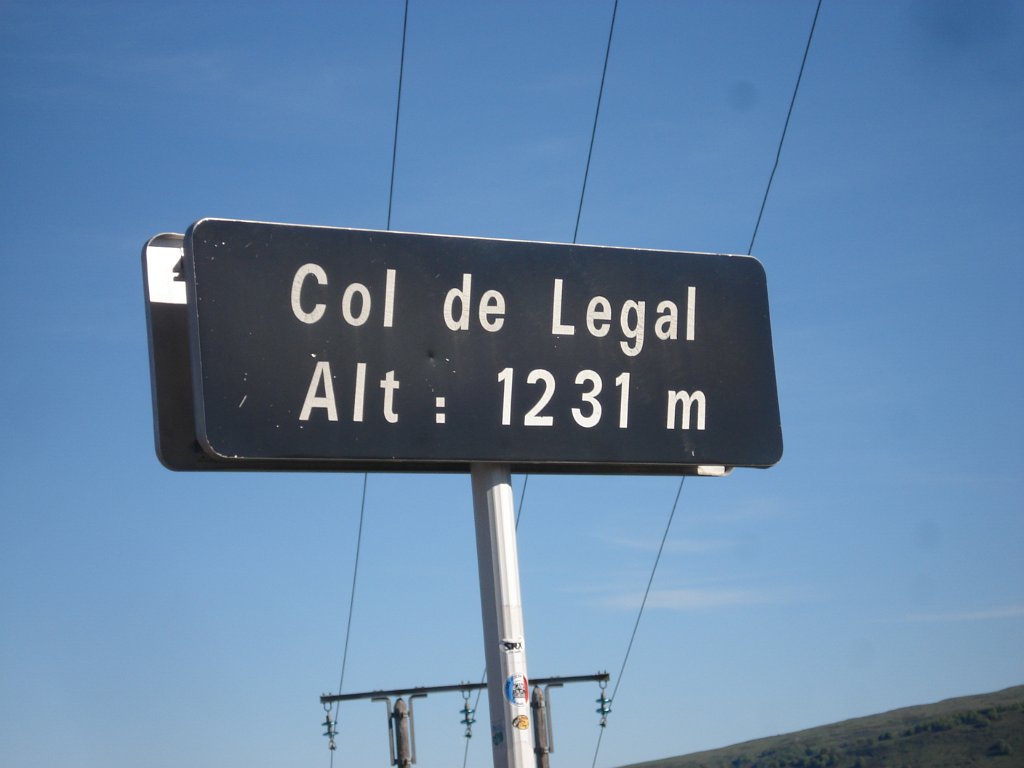 Col de Legal
Alt : 1231 m